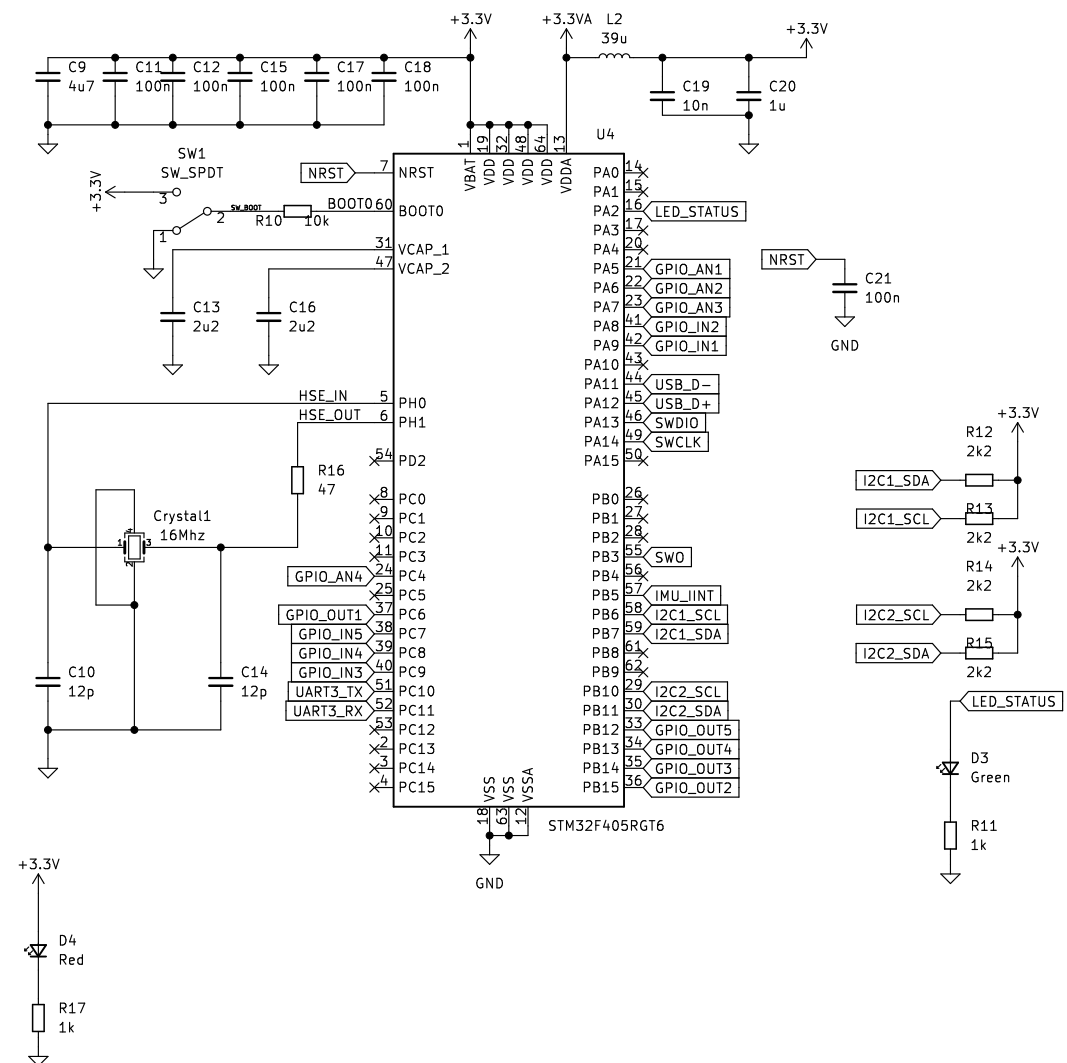 +3.3V
+3.3VA
L2
39u
+3.3V
C9
4u7
C11
100n
C12
100n
C15
100n
C17
100n
C18
100n
C19
10n
C20
1u
U4
1 19 32 48 64 13
VBAT VDD VDD VDD VDD VDDA
SW1
SW_SPDT
+3.3V
3
2
1
SW_BOOT
R10 10k
NRST 7 NRST
BOOT0 60 BOOT0
31 VCAP_1
47 VCAP_2
C13
2u2
C16
2u2
HSE_IN 5 PH0
HSE_OUT 6 PH1
R16
47
54 PD2
Crystal1
16Mhz
1 4 2 3
8 PC0
9 PC1
10 PC2
11 PC3
GPIO_AN4 24 PC4
25 PC5
GPIO_OUT1 37 PC6
GPIO_IN5 38 PC7
GPIO_IN4 39 PC8
GPIO_IN3 40 PC9
UART3_TX 51 PC10
UART3_RX 52 PC11
53 PC12
2 PC13
3 PC14
4 PC15
C10
12p
C14
12p
PA0 14
PA1 15
PA2 16 LED_STATUS
PA3 17
PA4 20
PA5 21 GPIO_AN1
PA6 22 GPIO_AN2
PA7 23 GPIO_AN3
PA8 41 GPIO_IN2
PA9 42 GPIO_IN1
PA10 43
PA11 44 USB_D-
PA12 45 USB_D+
PA13 46 SWDIO
PA14 49 SWCLK
PA15 50
PB0 26
PB1 27
PB2 28
PB3 55 SWO
PB4 56
PB5 57 IMU_IINT
PB6 58 I2C1_SCL
PB7 59 I2C1_SDA
PB8 61
PB9 62
PB10 29 I2C2_SCL
PB11 30 I2C2_SDA
PB12 33 GPIO_OUT5
PB13 34 GPIO_OUT4
PB14 35 GPIO_OUT3
PB15 36 GPIO_OUT2
VSS VSS VSSA
18 63 12
STM32F405RGT6
GND
NRST
C21
100n
GND
+3.3V
R12
2k2
I2C1_SDA
I2C1_SCL
R13
2k2
+3.3V
R14
2k2
I2C2_SCL
I2C2_SDA
R15
2k2
LED_STATUS
D3
Green
R11
1k
+3.3V
D4
Red
R17
1k